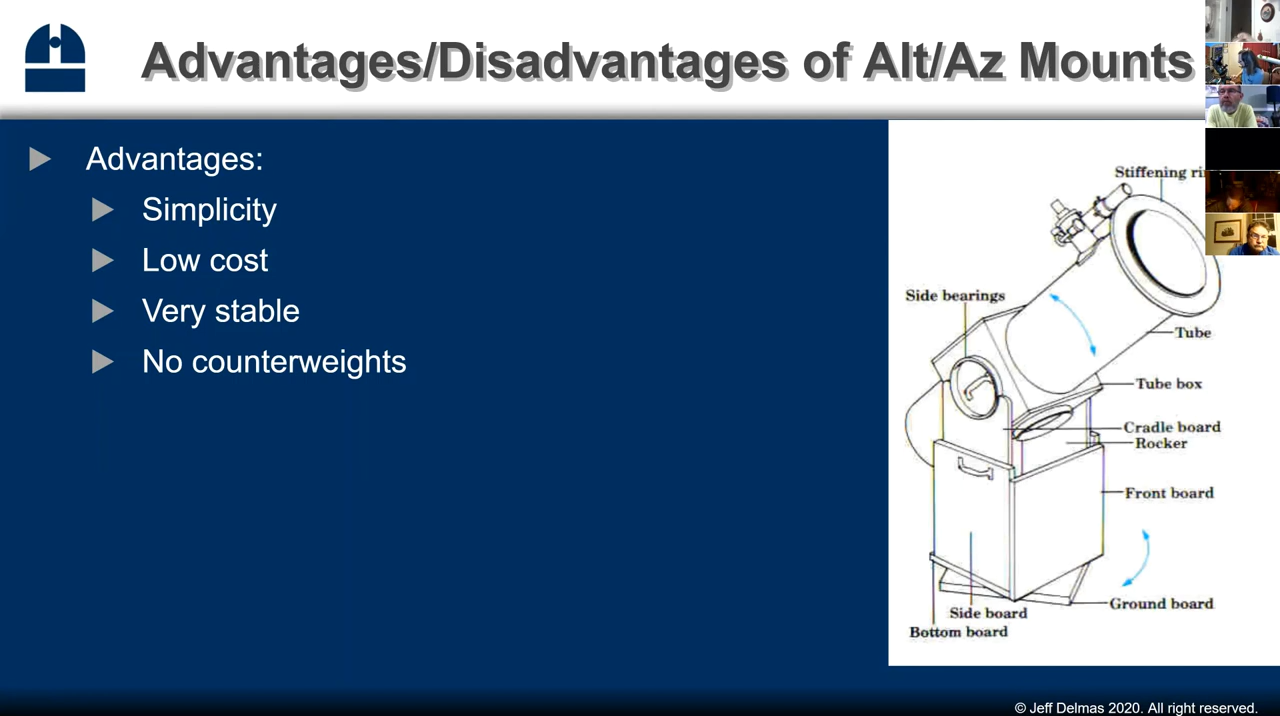 Advantages/Disadvantages of Alt/Az Mounts
Advantages:
Simplicity
Low cost
Very stable
No counterweights
Stiffening
Side bearings
Tube
Tube box
Cradle board
Rocker
Front board
Ground board
Side board
Bottom board
© Jeff Delmas 2020. All right reserved.